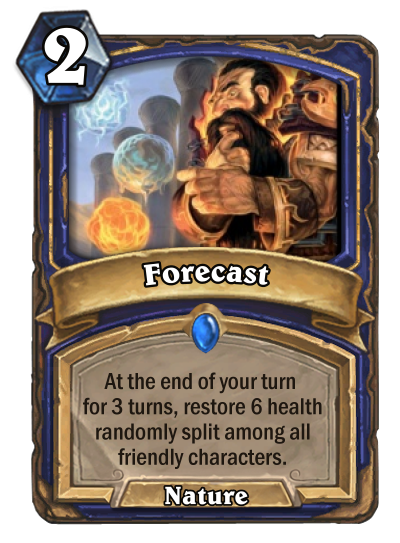 2
Forecast
At the end of your turn
for 3 turns, restore 6 health
randomly split among all
friendly characters.
Nature